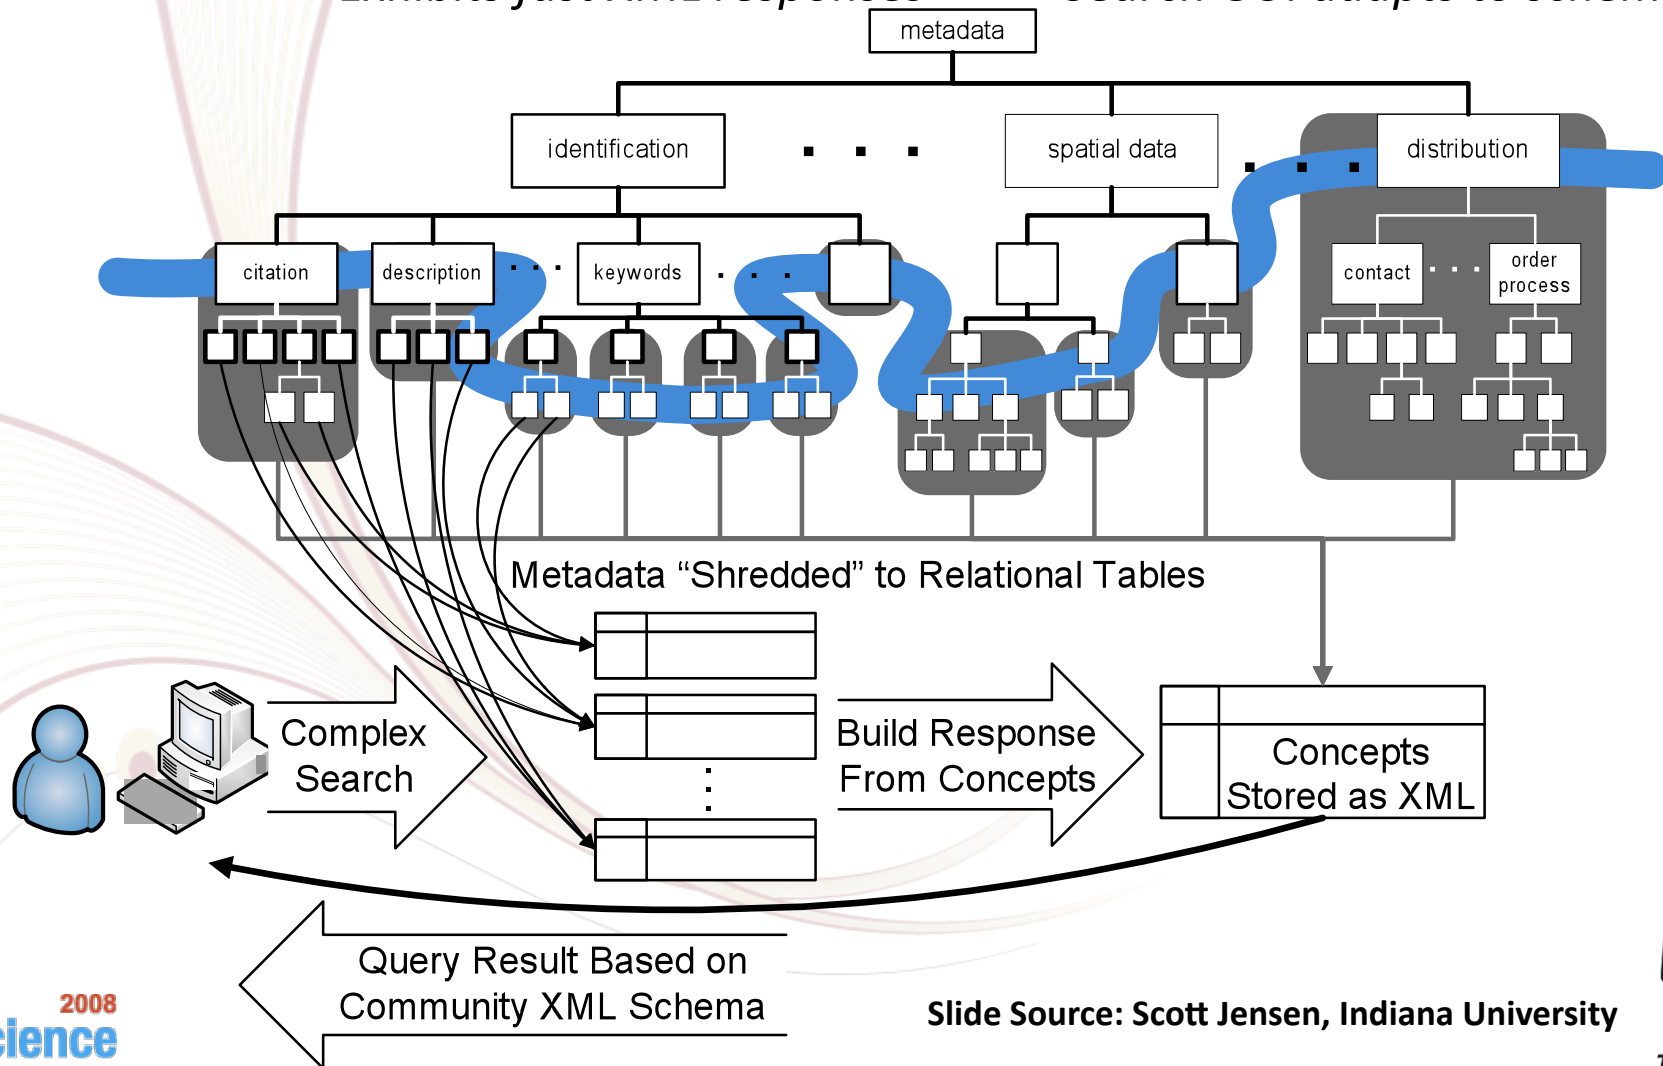 metadata
identification
spatial data
distribution
citation
description
keywords
contact
order
process
Metadata “Shredded” to Relational Tables
Complex
Search
Build Response
From Concepts
Concepts
Stored as XML
Query Result Based on
Community XML Schema
2008
cience
Slide Source: Scott Jensen, Indiana University